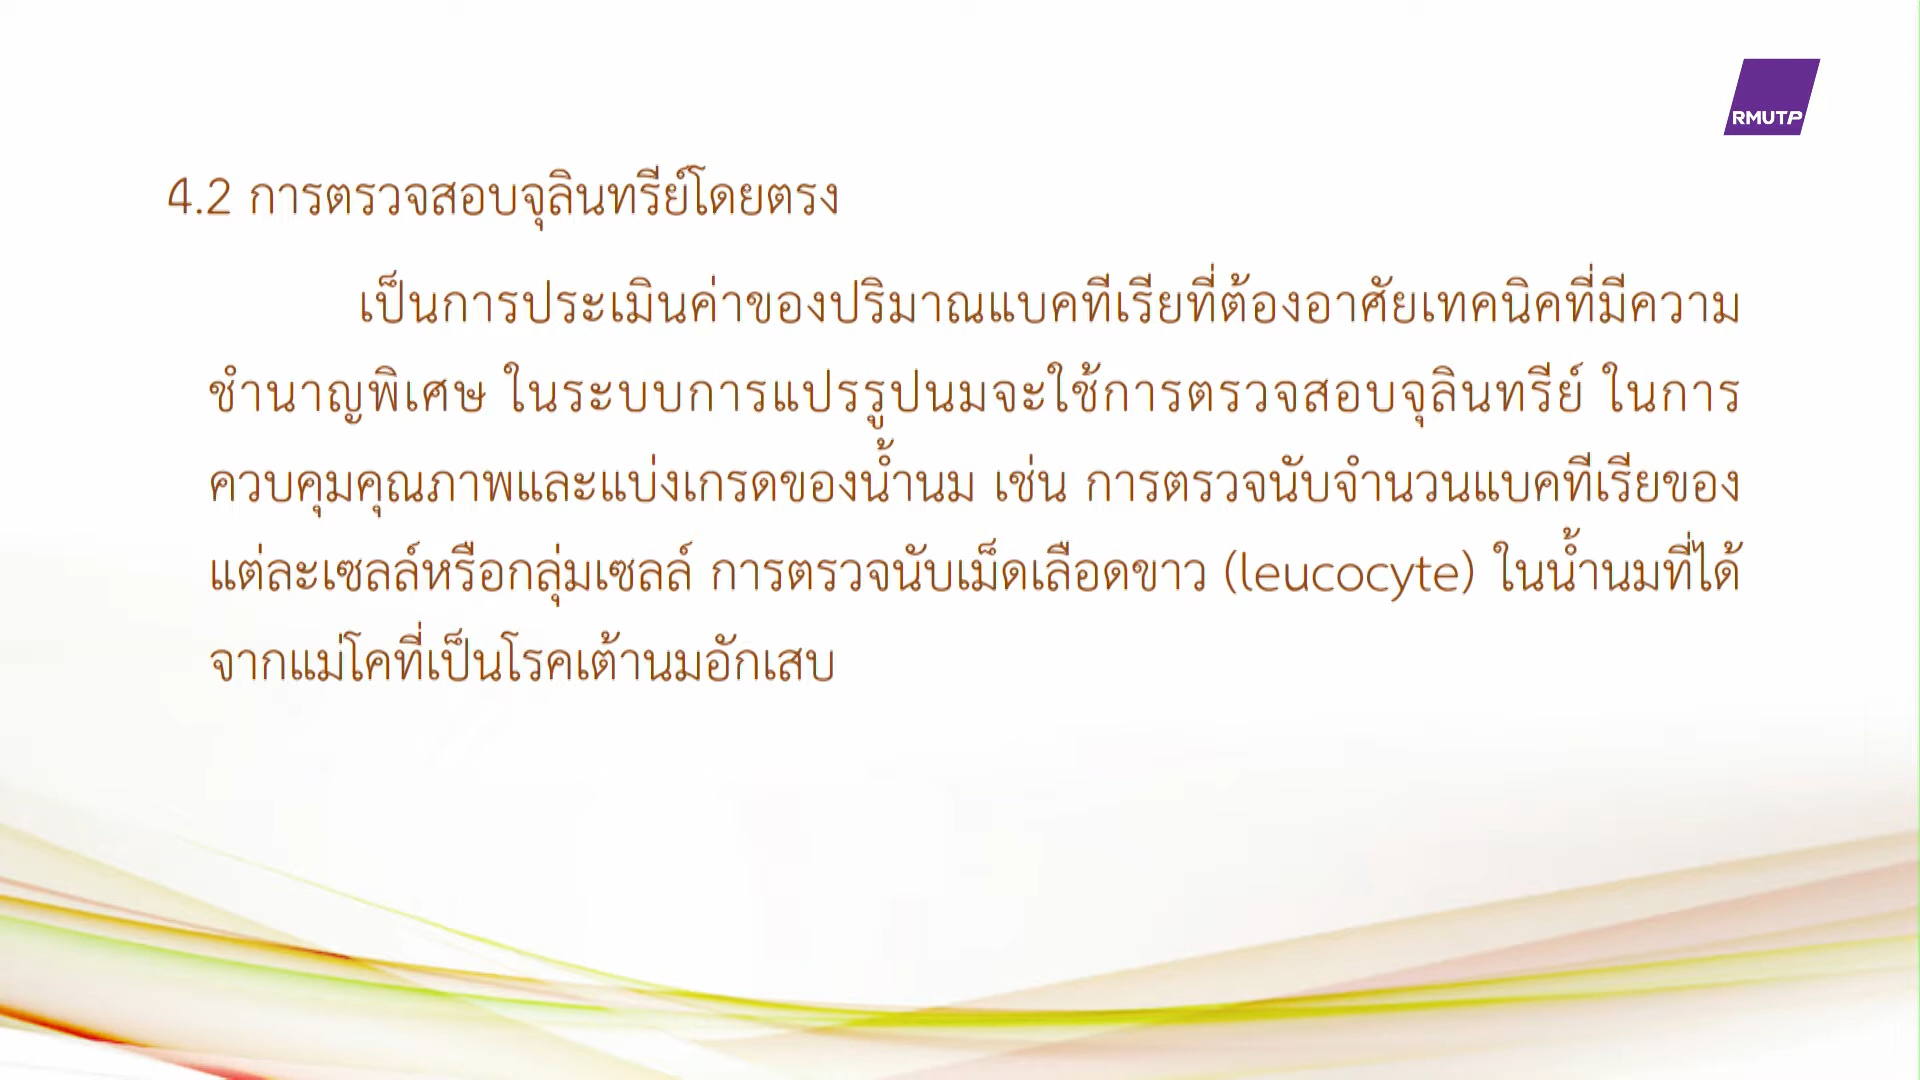 RMUTP
4.2 การตรวจสอบจุลินทรีย์โดยตรง
เป็นการประเมินค่าของปริมาณแบคทีเรียที่ต้องอาศัยเทคนิคที่มีความ
ชำนาญพิเศษ ในระบบการแปรรูปนมจะใช้การตรวจสอบจุลินทรีย์ ในการ
ควบคุมคุณภาพและแบ่งเกรดของน้ำนม เช่น การตรวจนับจำนวนแบคทีเรียของ
แต่ละเซลล์หรือกลุ่มเซลล์ การตรวจนับเม็ดเลือดขาว (leucocyte) ในน้ำนมที่ได้
จากแม่โคที่เป็นโรคเต้านมอักเสบ